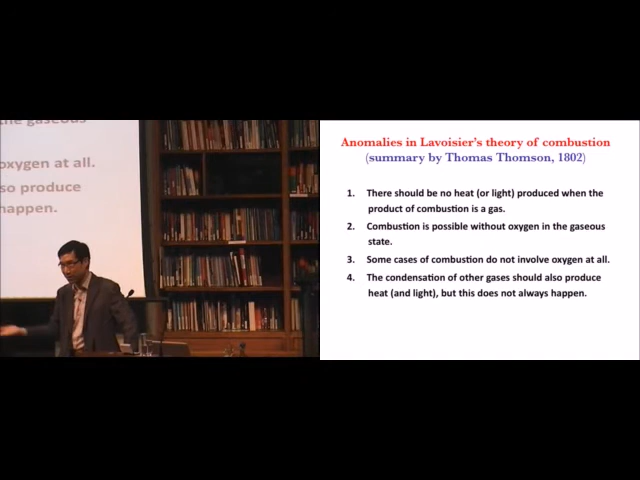 the gaseous
oxygen at all.
so produce
happen.
Anomalies in Lavoisier's theory of combustion
(summary by Thomas Thomson, 1802)
1. There should be no heat (or light) produced when the
product of combustion is a gas.
2. Combustion is possible without oxygen in the gaseous
state.
3. Some cases of combustion do not involve oxygen at all.
4. The condensation of other gases should also produce
heat (and light), but this does not always happen.